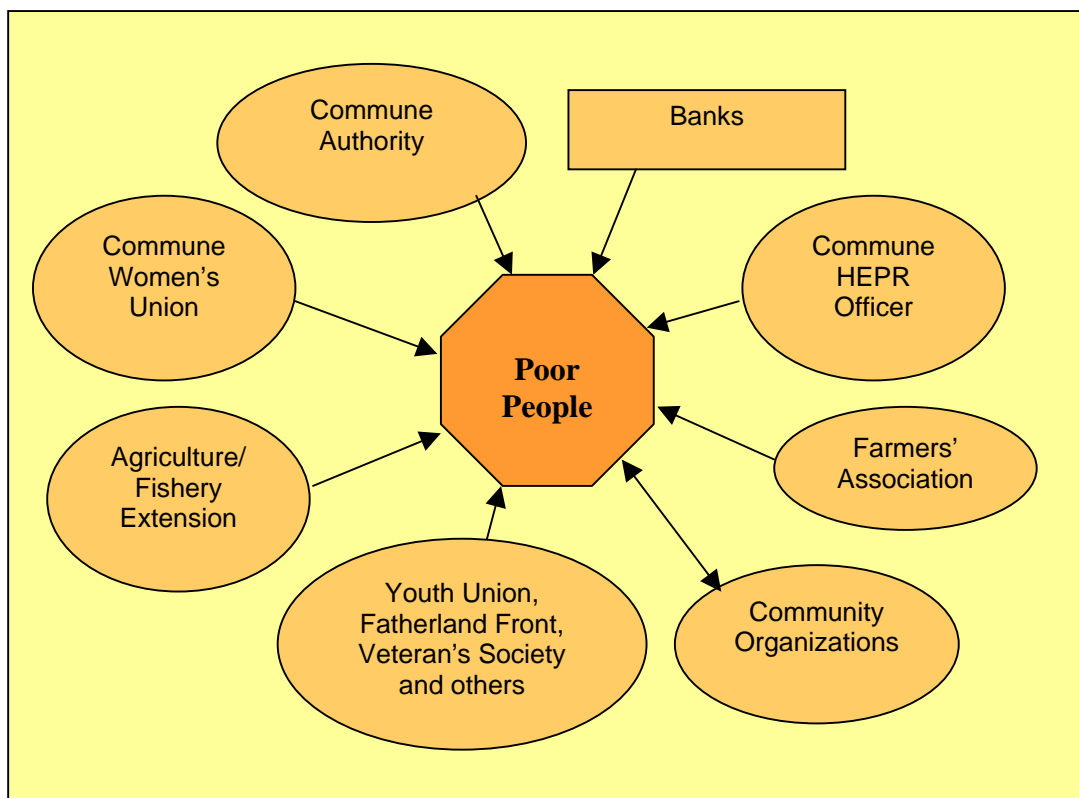 Commune
Authority
Banks
Commune
Women’s
Union
Commune
HEPR
Officer
Poor
People
Agriculture/
Fishery
Extension
Farmers’
Association
Youth Union,
Fatherland Front,
Veteran’s Society
and others
Community
Organizations